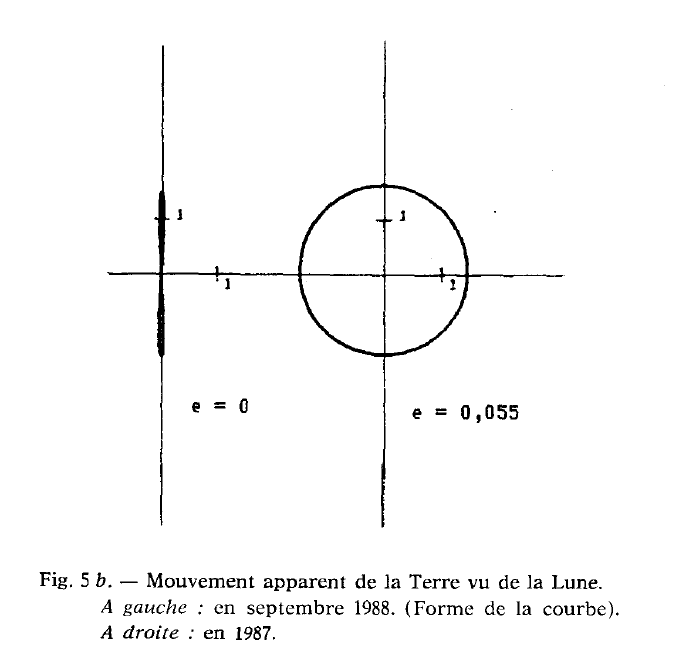 1
1
1
1
e = 0
e = 0,055
Fig. 5 b. — Mouvement apparent de la Terre vu de la Lune.
A gauche : en septembre 1988. (Forme de la courbe).
A droite : en 1987.